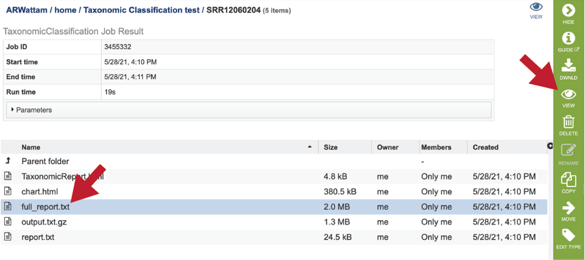 ARWattam / home / Taxonomic Classification test / SRR12060204 (5 items)
VIEW
TaxonomicClassification Job Result
Job ID 3455332
Start time 5/28/21, 4:10 PM
End time 5/28/21, 4:11 PM
Run time 19s
Parameters
Name Size Owner Members Created
Parent folder -
TaxonomicReport.html 4.8 kB me Only me 5/28/21, 4:10 PM
chart.html 380.5 kB me Only me 5/28/21, 4:10 PM
full_report.txt 2.0 MB me Only me 5/28/21, 4:10 PM
output.txt.gz 1.3 MB me Only me 5/28/21, 4:10 PM
report.txt 24.5 kB me Only me 5/28/21, 4:10 PM
HIDE
GUIDE
DWNLD
VIEW
DELETE
RENAME
COPY
MOVE
EDIT TYPE